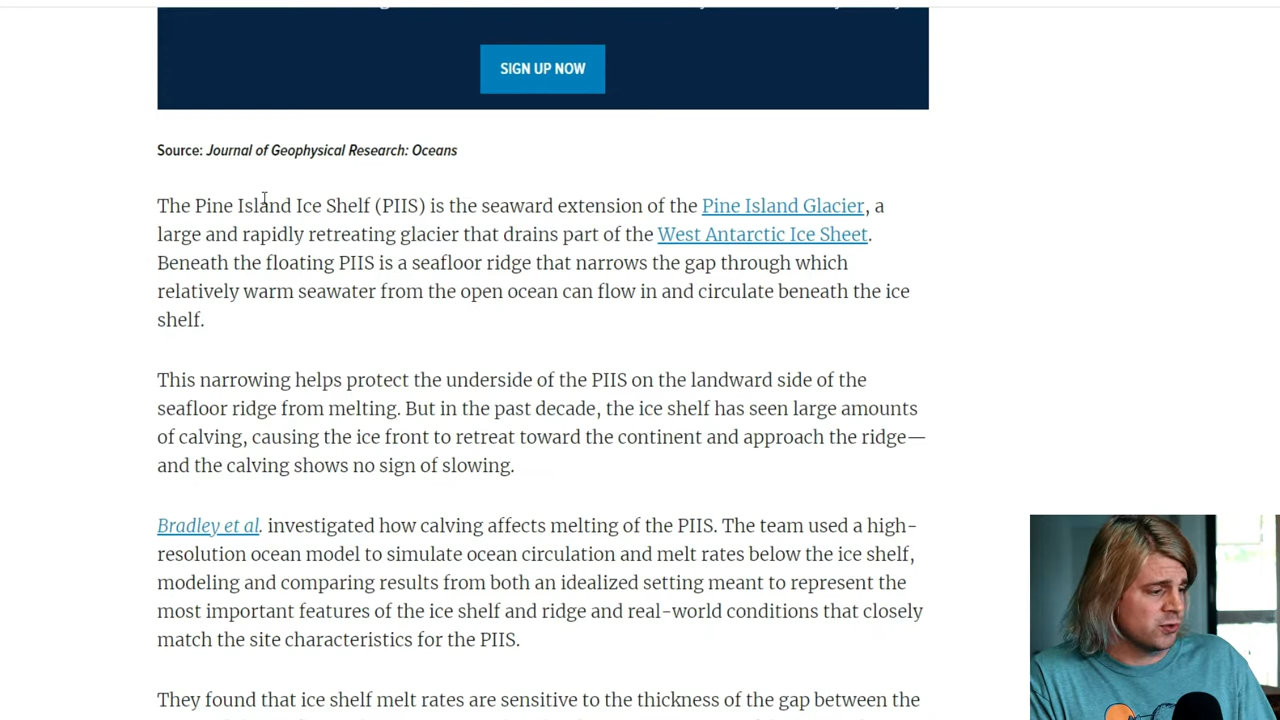 SIGN UP NOW
Source: Journal of Geophysical Research: Oceans
The Pine Island Ice Shelf (PIIS) is the seaward extension of the Pine Island Glacier, a
large and rapidly retreating glacier that drains part of the West Antarctic Ice Sheet.
Beneath the floating PIIS is a seafloor ridge that narrows the gap through which
relatively warm seawater from the open ocean can flow in and circulate beneath the ice
shelf.
This narrowing helps protect the underside of the PIIS on the landward side of the
seafloor ridge from melting. But in the past decade, the ice shelf has seen large amounts
of calving, causing the ice front to retreat toward the continent and approach the ridge—
and the calving shows no sign of slowing.
Bradley et al. investigated how calving affects melting of the PIIS. The team used a high-
resolution ocean model to simulate ocean circulation and melt rates below the ice shelf,
modeling and comparing results from both an idealized setting meant to represent the
most important features of the ice shelf and ridge and real-world conditions that closely
match the site characteristics for the PIIS.
They found that ice shelf melt rates are sensitive to the thickness of the gap between the